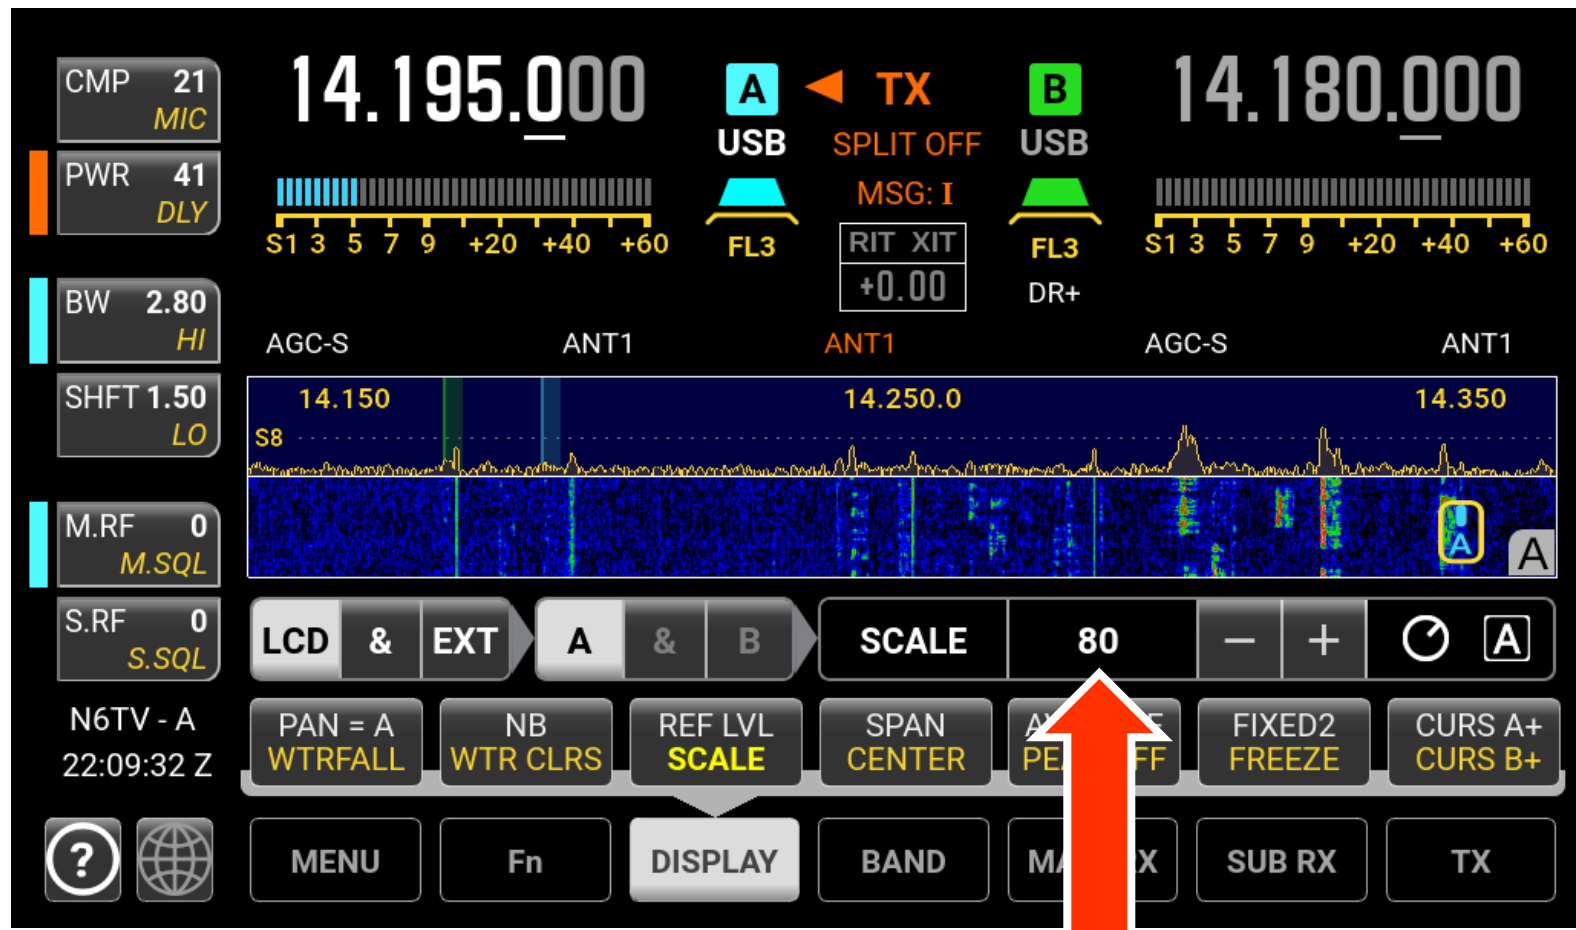 CMP 21
MIC
PWR 41
DLY
BW 2.80
HI
SHFT 1.50
LO
M.RF 0
M.SQL
S.RF 0
S.SQL
N6TV - A
22:09:32 Z
?
14.195.000
A
TX
B
14.180.000
USB
SPLIT OFF
USB
MSG: I
S1 3 5 7 9 +20 +40 +60
FL3
RIT XIT
+0.00
FL3
DR+
S1 3 5 7 9 +20 +40 +60
AGC-S
ANT1
ANT1
AGC-S
ANT1
14.150
14.250.0
14.350
S8
A
A
LCD & EXT
A & B
SCALE 80 − +
A
PAN = A
WTRFALL
NB
WTR CLRS
REF LVL
SCALE
SPAN
CENTER
FIXED2
FREEZE
CURS A+
CURS B+
MENU
Fn
DISPLAY
BAND
SUB RX
TX